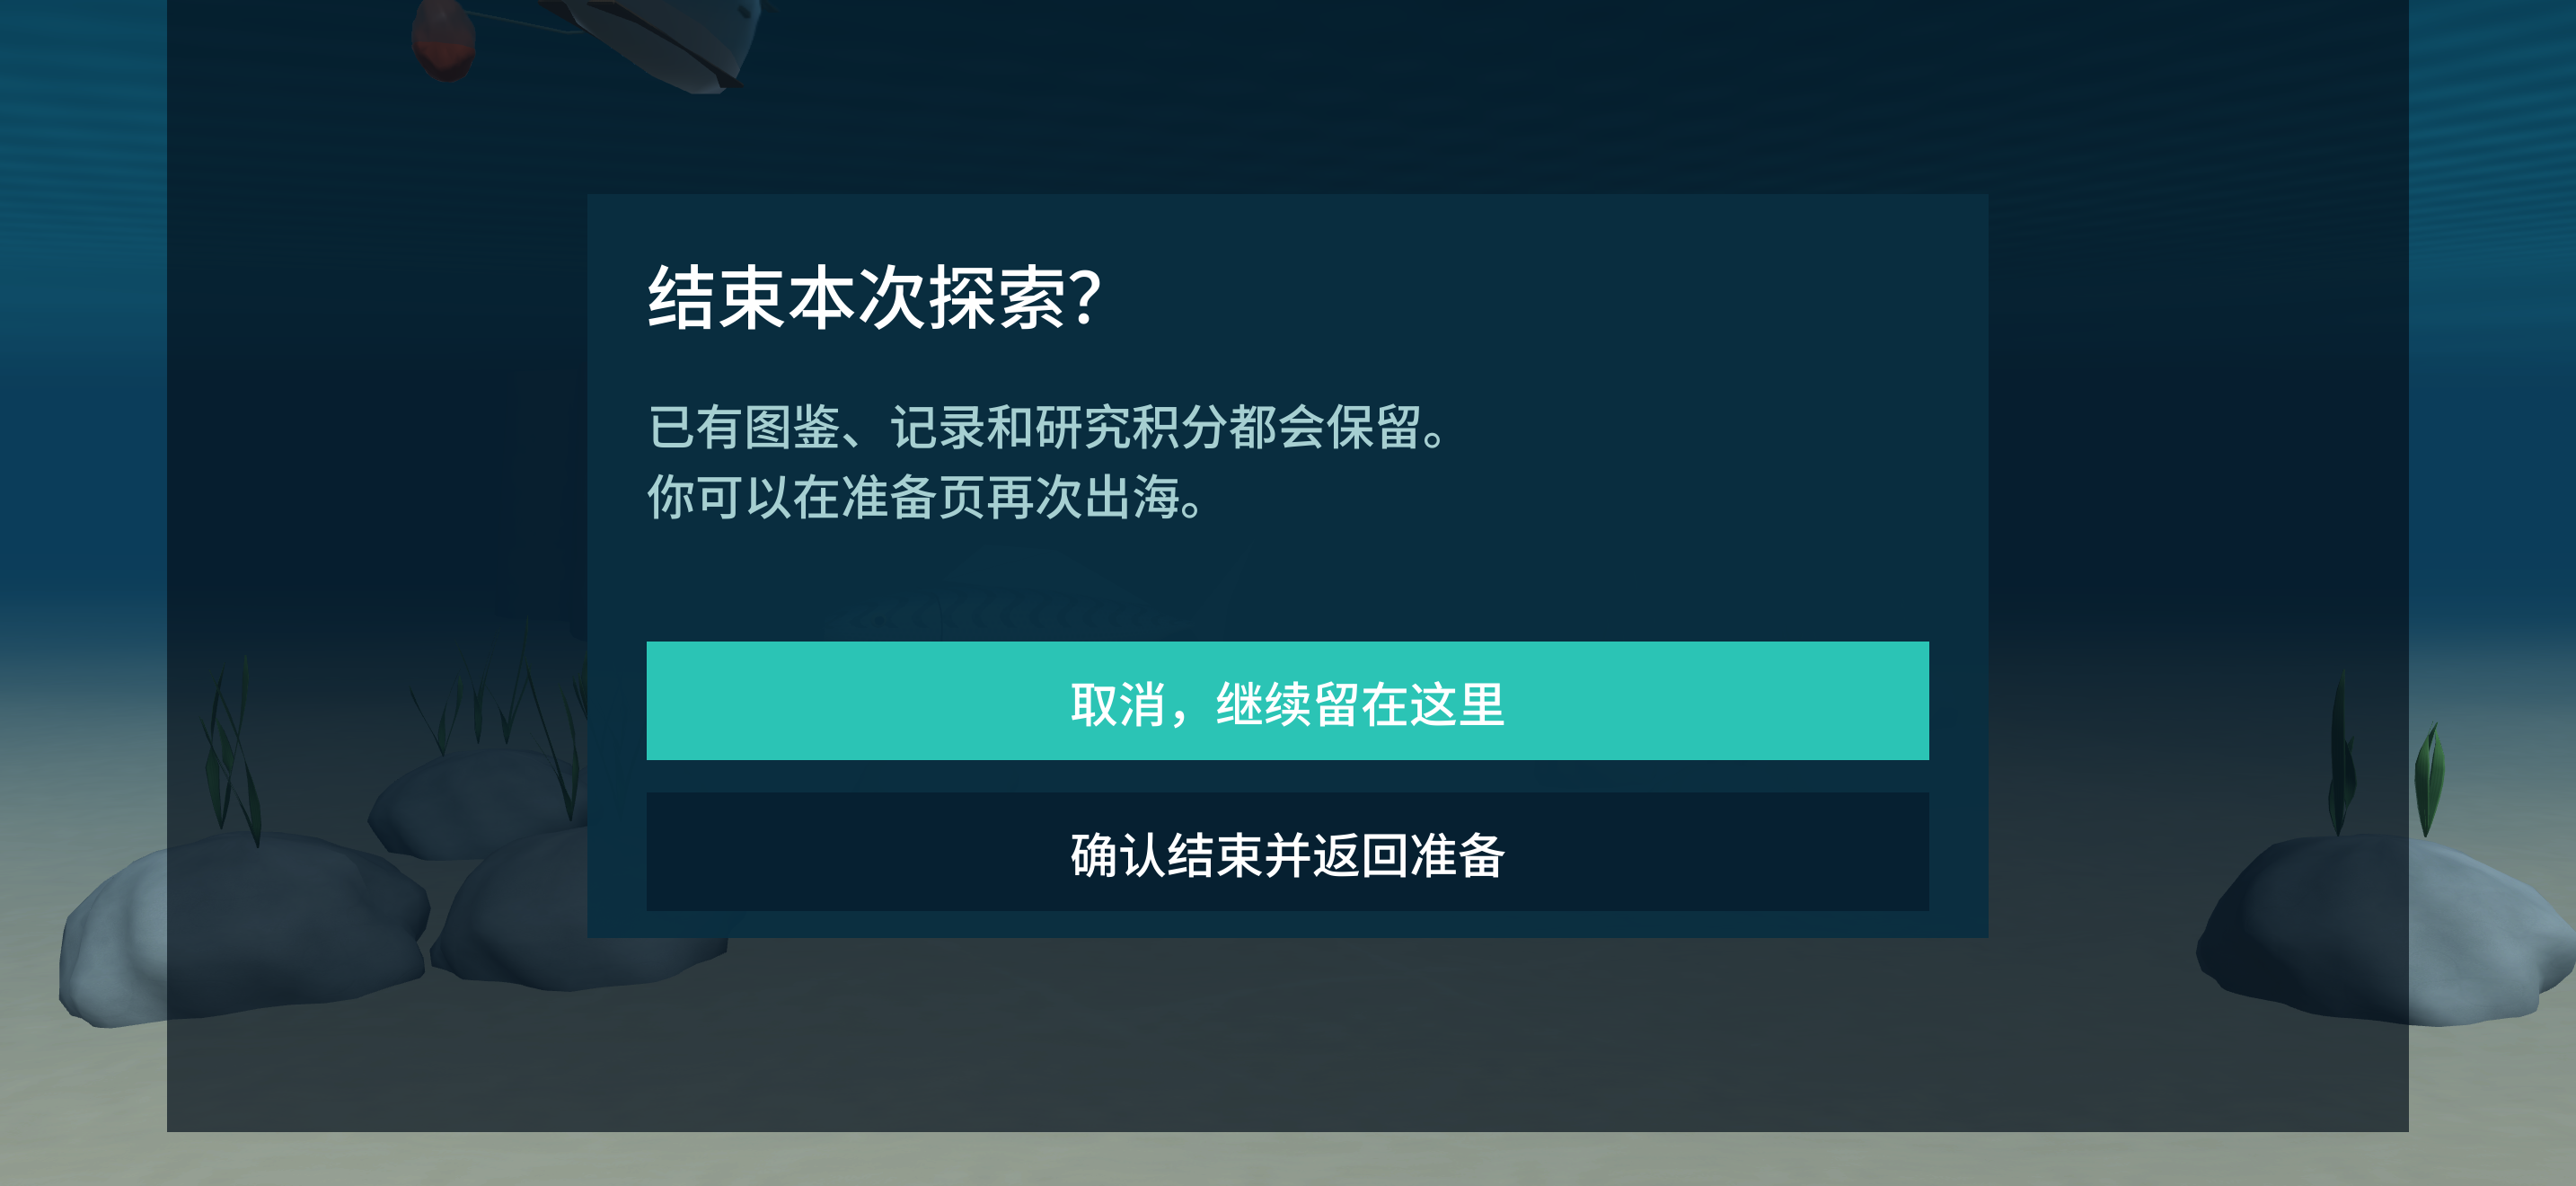 结束本次探索？
已有图鉴、记录和研究积分都会保留。
你可以在准备页再次出海。
取消，继续留在这里
确认结束并返回准备